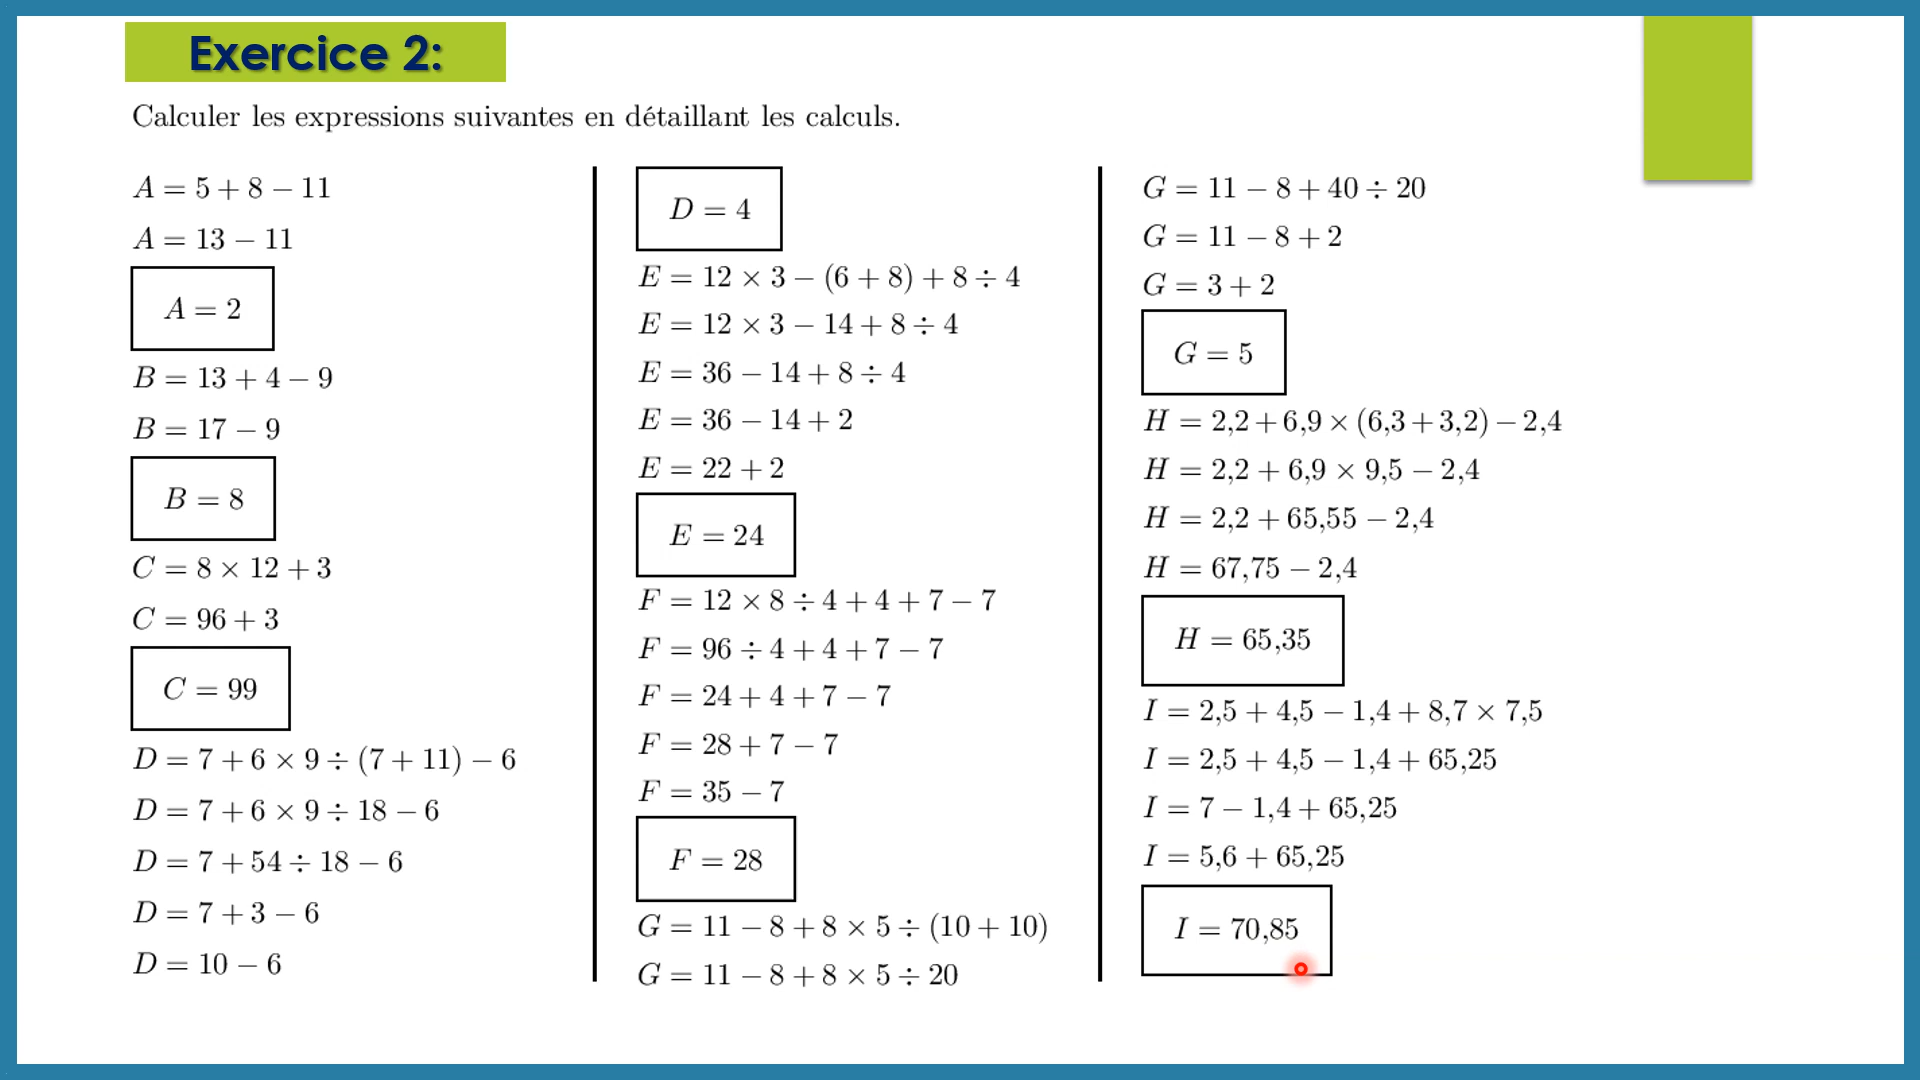 Exercice 2:
Calculer les expressions suivantes en détaillant les calculs.
A = 5 + 8 − 11
A = 13 − 11
A = 2
B = 13 + 4 − 9
B = 17 − 9
B = 8
C = 8 × 12 + 3
C = 96 + 3
C = 99
D = 7 + 6 × 9 ÷ (7 + 11) − 6
D = 7 + 6 × 9 ÷ 18 − 6
D = 7 + 54 ÷ 18 − 6
D = 7 + 3 − 6
D = 10 − 6
D = 4
E = 12 × 3 − (6 + 8) + 8 ÷ 4
E = 12 × 3 − 14 + 8 ÷ 4
E = 36 − 14 + 8 ÷ 4
E = 36 − 14 + 2
E = 22 + 2
E = 24
F = 12 × 8 ÷ 4 + 4 + 7 − 7
F = 96 ÷ 4 + 4 + 7 − 7
F = 24 + 4 + 7 − 7
F = 28 + 7 − 7
F = 35 − 7
F = 28
G = 11 − 8 + 8 × 5 ÷ (10 + 10)
G = 11 − 8 + 8 × 5 ÷ 20
G = 11 − 8 + 40 ÷ 20
G = 11 − 8 + 2
G = 3 + 2
G = 5
H = 2,2 + 6,9 × (6,3 + 3,2) − 2,4
H = 2,2 + 6,9 × 9,5 − 2,4
H = 2,2 + 65,55 − 2,4
H = 67,75 − 2,4
H = 65,35
I = 2,5 + 4,5 − 1,4 + 8,7 × 7,5
I = 2,5 + 4,5 − 1,4 + 65,25
I = 7 − 1,4 + 65,25
I = 5,6 + 65,25
I = 70,85